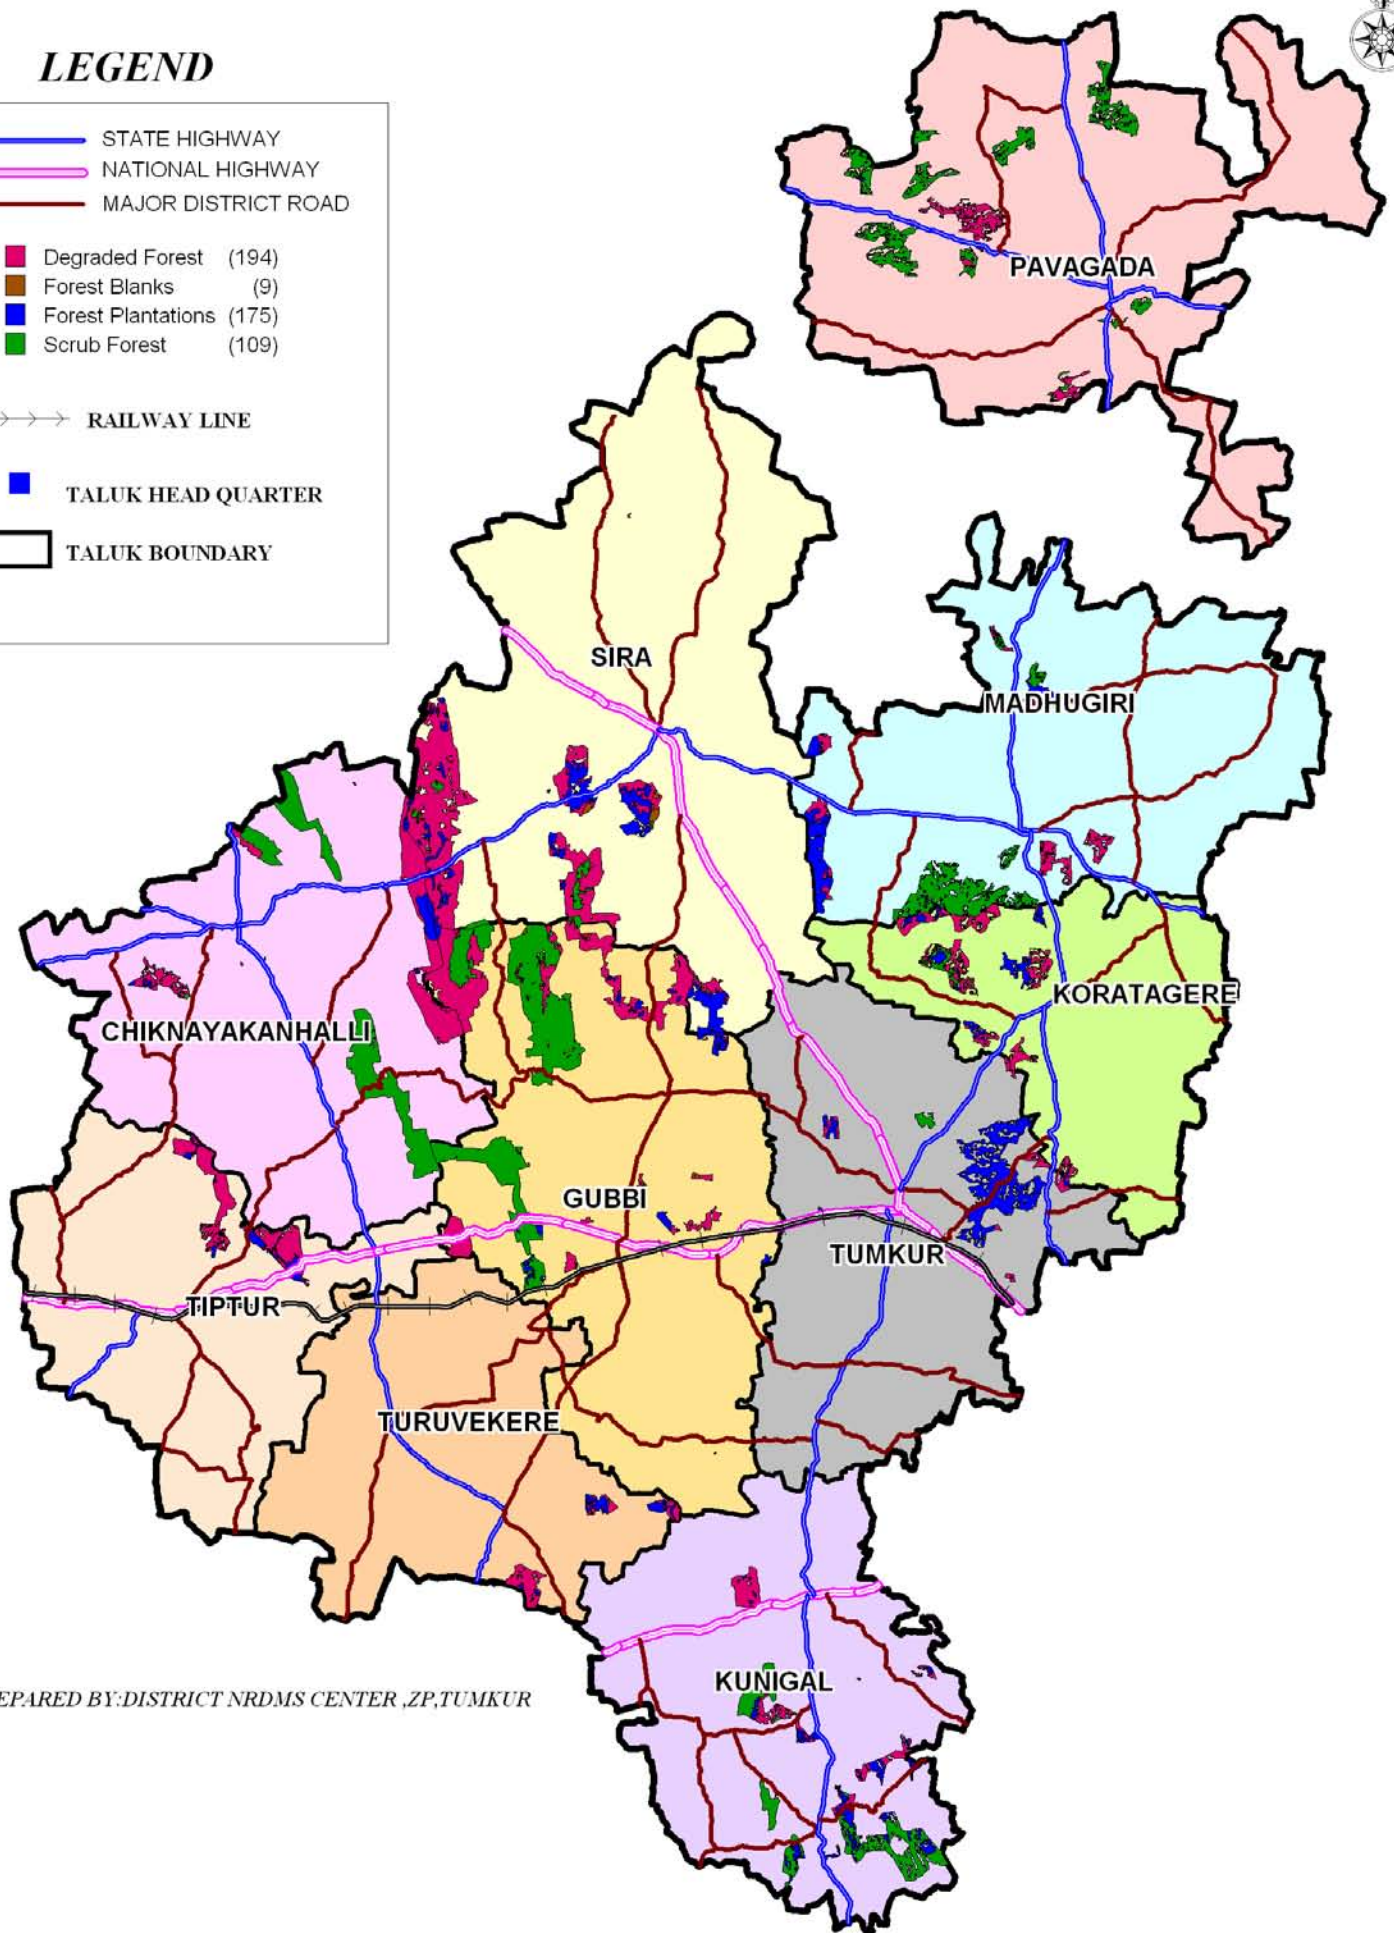 LEGEND
STATE HIGHWAY
NATIONAL HIGHWAY
MAJOR DISTRICT ROAD
Degraded Forest (194)
Forest Blanks (9)
Forest Plantations (175)
Scrub Forest (109)
RAILWAY LINE
TALUK HEAD QUARTER
TALUK BOUNDARY
PAVAGADA
SIRA
MADHUGIRI
KORATAGERE
CHIKNAYAKANHALLI
GUBBI
TUMKUR
TIPTUR
TURUVEKERE
KUNIGAL
EPARED BY:DISTRICT NRDMS CENTER ,ZP,TUMKUR